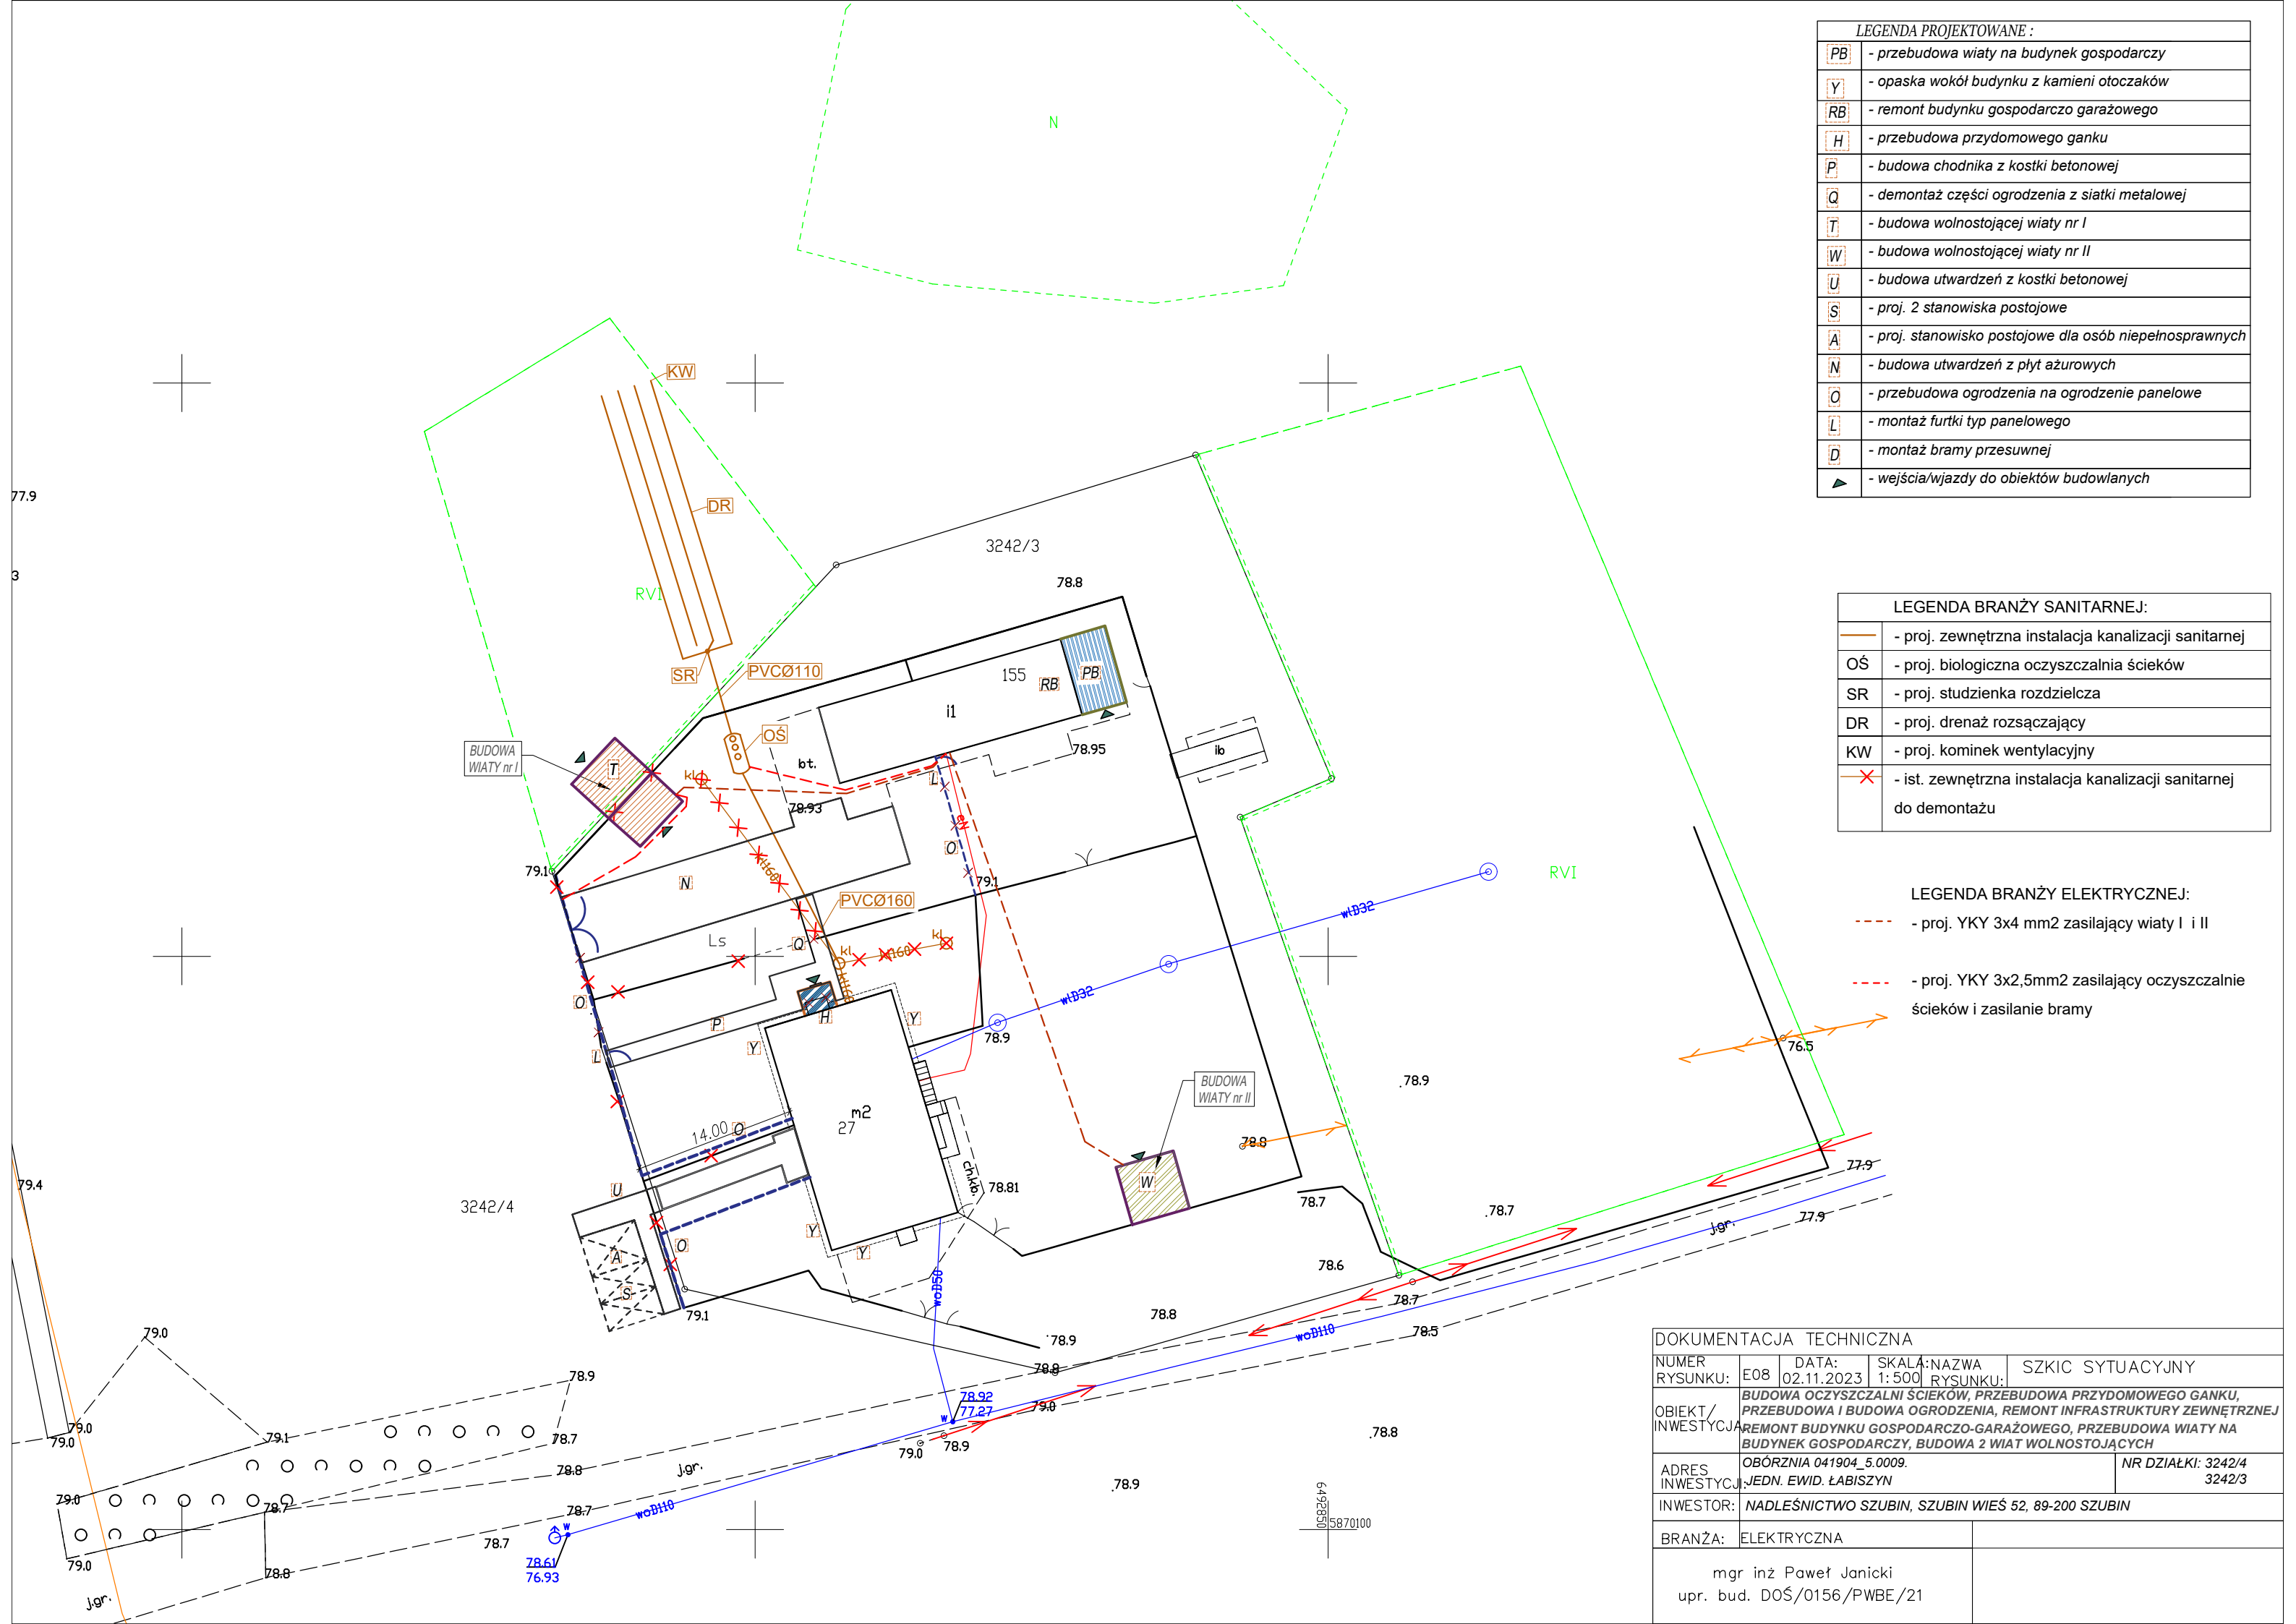 LEGENDA PROJEKTOWANE :
PB - przebudowa wiaty na budynek gospodarczy
Y - opaska wokół budynku z kamieni otoczaków
RB - remont budynku gospodarczo garażowego
H - przebudowa przydomowego ganku
P - budowa chodnika z kostki betonowej
Q - demontaż części ogrodzenia z siatki metalowej
T - budowa wolnostojącej wiaty nr I
W - budowa wolnostojącej wiaty nr II
U - budowa utwardzeń z kostki betonowej
S - proj. 2 stanowiska postojowe
A - proj. stanowisko postojowe dla osób niepełnosprawnych
N - budowa utwardzeń z płyt ażurowych
O - przebudowa ogrodzenia na ogrodzenie panelowe
L - montaż furtki typ panelowego
D - montaż bramy przesuwnej
- wejścia/wjazdy do obiektów budowlanych
LEGENDA BRANŻY SANITARNEJ:
- proj. zewnętrzna instalacja kanalizacji sanitarnej
OŚ - proj. biologiczna oczyszczalnia ścieków
SR - proj. studzienka rozdzielcza
DR - proj. drenaż rozsączający
KW - proj. kominek wentylacyjny
- ist. zewnętrzna instalacja kanalizacji sanitarnej
do demontażu
LEGENDA BRANŻY ELEKTRYCZNEJ:
- proj. YKY 3x4 mm2 zasilający wiaty I i II
- proj. YKY 3x2,5mm2 zasilający oczyszczalnie
ścieków i zasilanie bramy
N
KW
77.9
DR
3242/3
3
78.8
RVI
SR
PVCØ110
155
RB
PB
i1
OŚ
BUDOWA
WIATY nr I
T
bt.
78.95
ib
kł
L
78.93
eN
O
79.1
N
kł160
79.1
RVI
PVCØ160
wlD32
Ls
Q
kł
kł
kł160
kł160
wlD32
O
P
H
Y
78.9
76.5
L
Y
BUDOWA
WIATY nr II
78.9
m2
27
14.00
O
78.8
ch.kb.
77.9
79.4
W
U
78.81
3242/4
78.7
78.7
77.9
j.gr.
Y
O
Y
A
78.6
S
woD50
79.1
78.8
78.7
79.0
78.9
78.5
woD110
78.8
78.9
78.92
77.27
w
79.0
79.0
79.0
79.1
78.7
79.0
78.9
78.8
78.8
j.gr.
78.9
79.0
78.7
78.7
woD110
6492850
5870100
w
78.7
79.0
78.8
78.61
76.93
j.gr.
DOKUMENTACJA TECHNICZNA
NUMER RYSUNKU: E08 DATA: 02.11.2023 SKALA: 1:500 NAZWA RYSUNKU: SZKIC SYTUACYJNY
OBIEKT/ INWESTYCJA:
BUDOWA OCZYSZCZALNI ŚCIEKÓW, PRZEBUDOWA PRZYDOMOWEGO GANKU,
PRZEBUDOWA I BUDOWA OGRODZENIA, REMONT INFRASTRUKTURY ZEWNĘTRZNEJ
REMONT BUDYNKU GOSPODARCZO-GARAŻOWEGO, PRZEBUDOWA WIATY NA
BUDYNEK GOSPODARCZY, BUDOWA 2 WIAT WOLNOSTOJĄCYCH
ADRES INWESTYCJI:
OBÓRZNIA 041904_5.0009.
JEDN. EWID. ŁABISZYN
NR DZIAŁKI: 3242/4
3242/3
INWESTOR: NADLEŚNICTWO SZUBIN, SZUBIN WIEŚ 52, 89-200 SZUBIN
BRANŻA: ELEKTRYCZNA
mgr inż Paweł Janicki
upr. bud. DOŚ/0156/PWBE/21